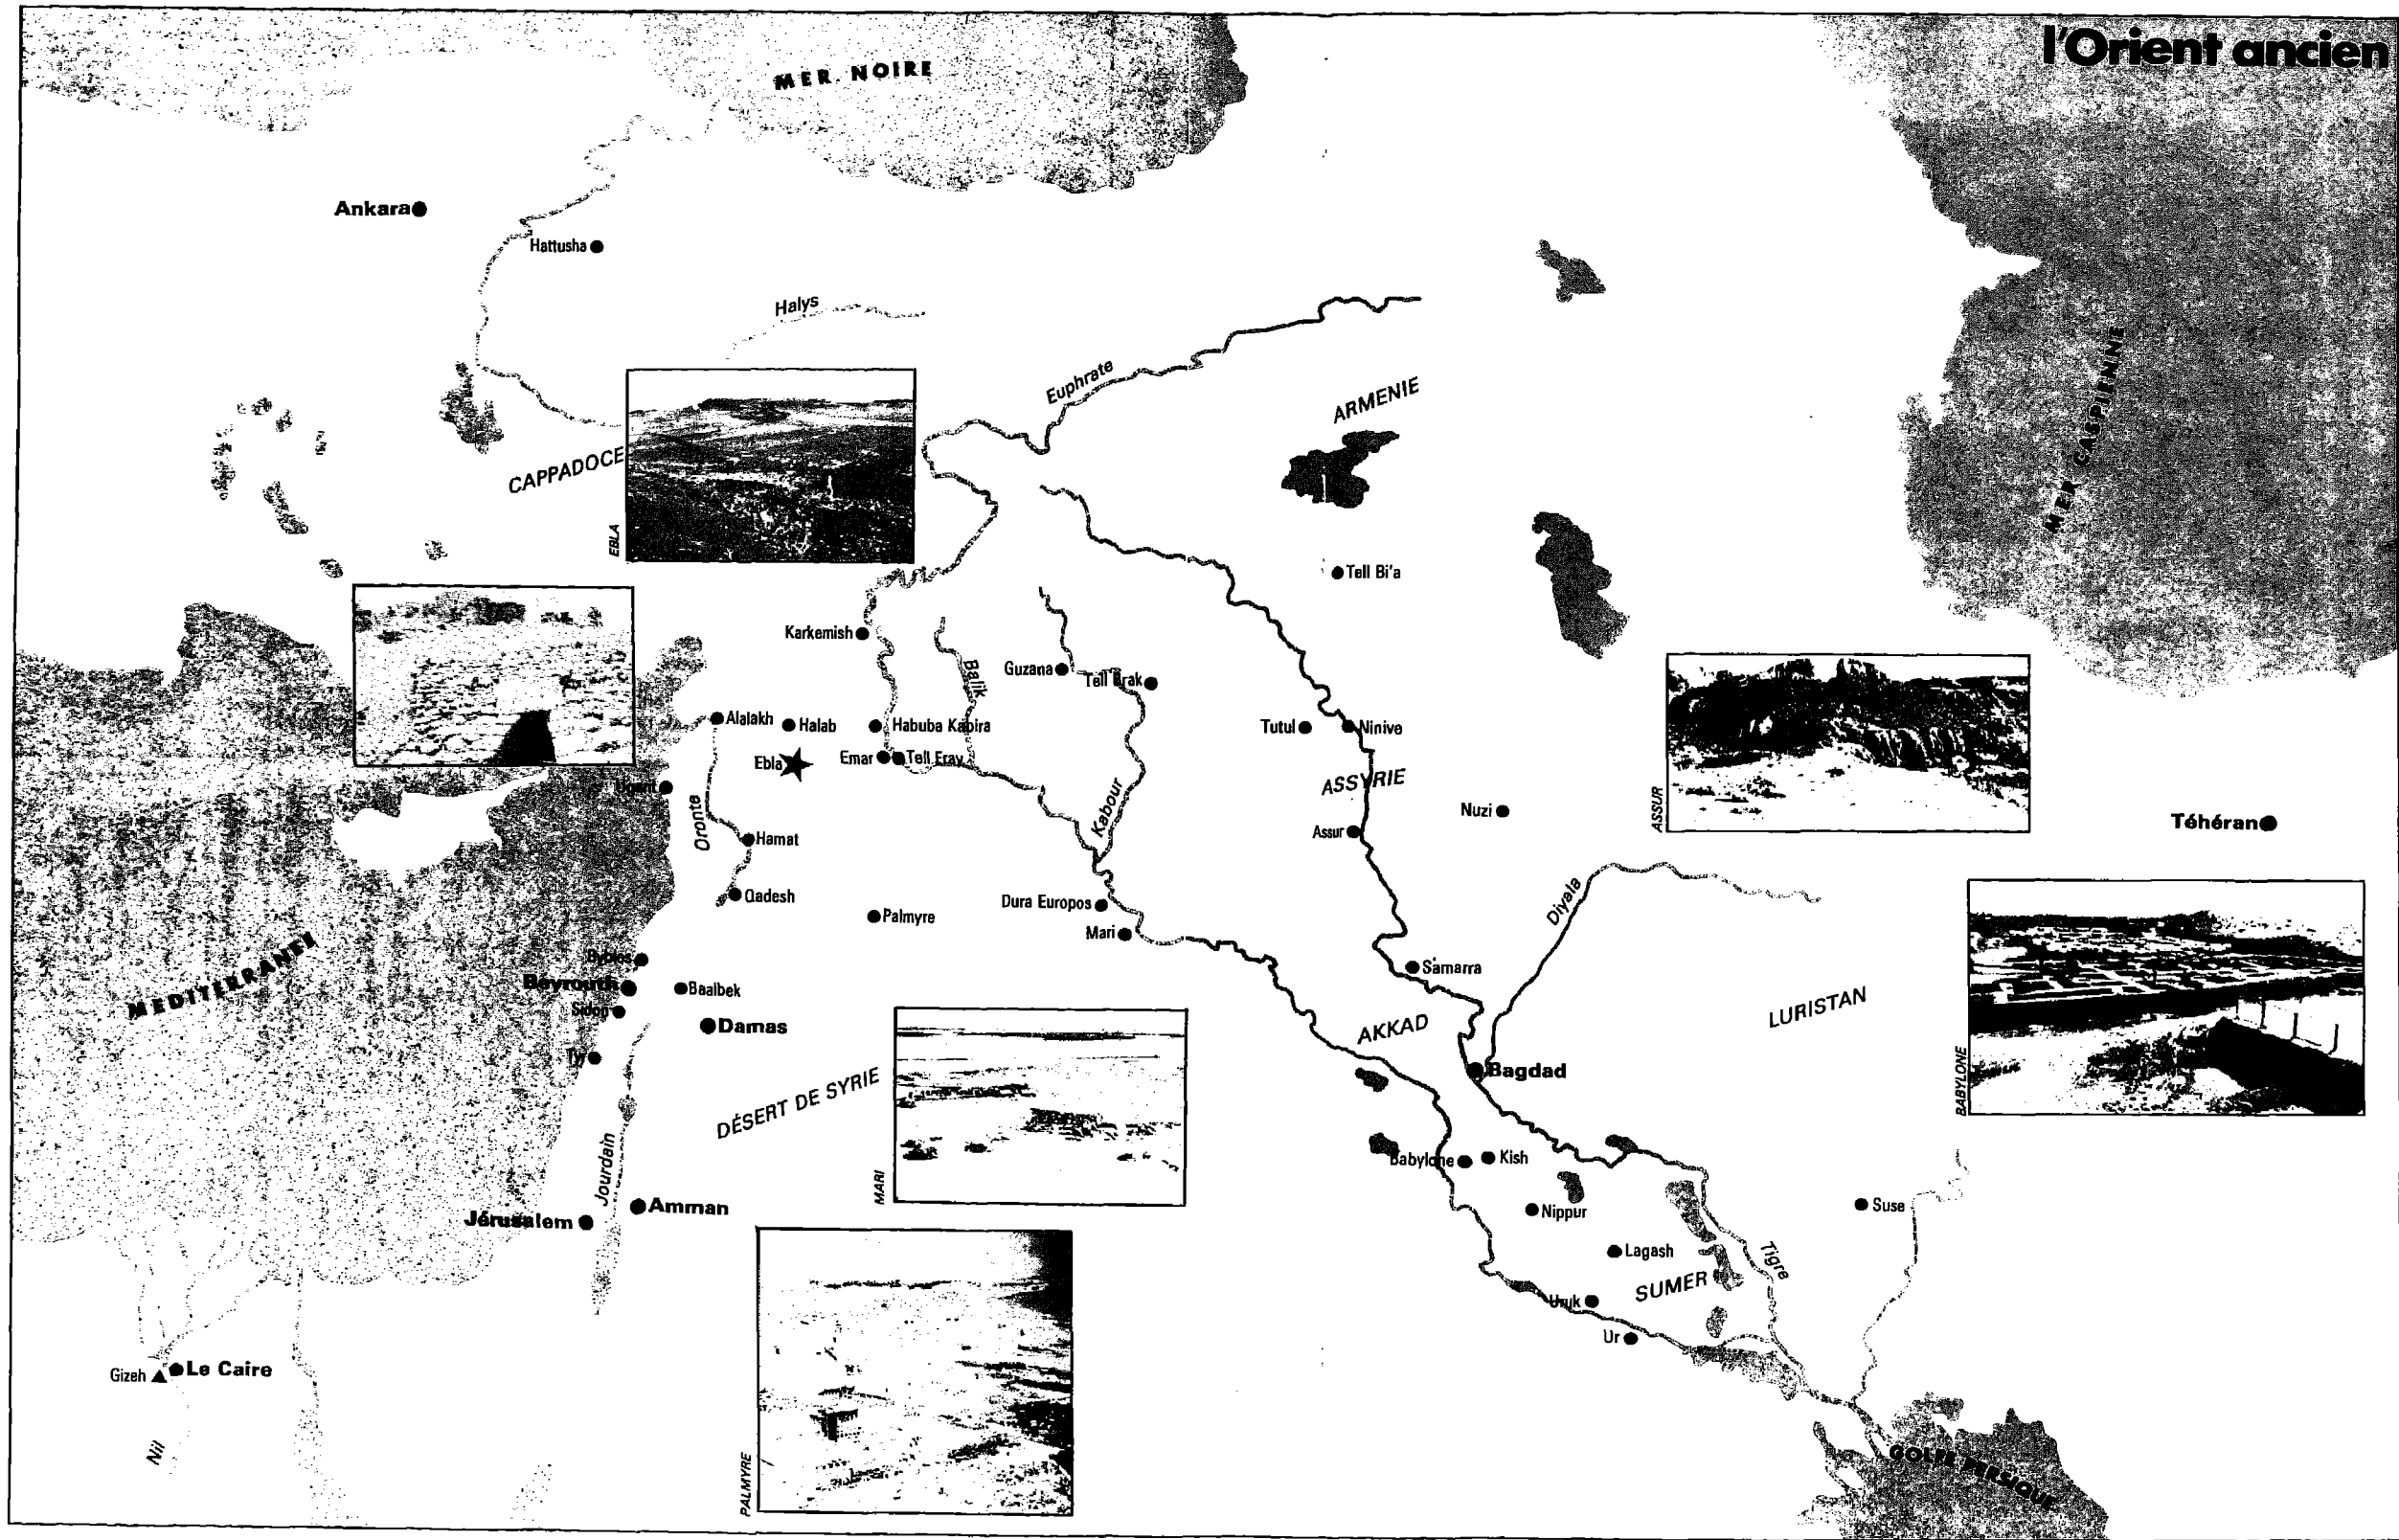 l'Orient ancien
MER NOIRE
Ankara
Hattusha
Halys
Euphrate
ARMENIE
MER CASPIENNE
CAPPADOCE
EBLA
Tell Bi'a
Karkemish
Balik
Guzana
Tell Brak
Alalakh
Halab
Habuba Kabira
Tutul
Ninive
Ebla
Emar
Tell Eray
ASSYRIE
ASSUR
Ugarit
Oronte
Kabour
Nuzi
Assur
Téhéran
Hamat
Diyala
Qadesh
Palmyre
Dura Europos
Mari
MEDITERRANEE
Byblos
Samarra
Beyrouth
Baalbek
Sidon
LURISTAN
Damas
AKKAD
Tyr
Bagdad
BABYLONE
DÉSERT DE SYRIE
Jourdain
MARI
Babylone
Kish
Amman
Jérusalem
Nippur
Suse
Lagash
Tigre
SUMER
Uruk
Ur
Gizeh
Le Caire
Nil
PALMYRE
GOLFE PERSIQUE